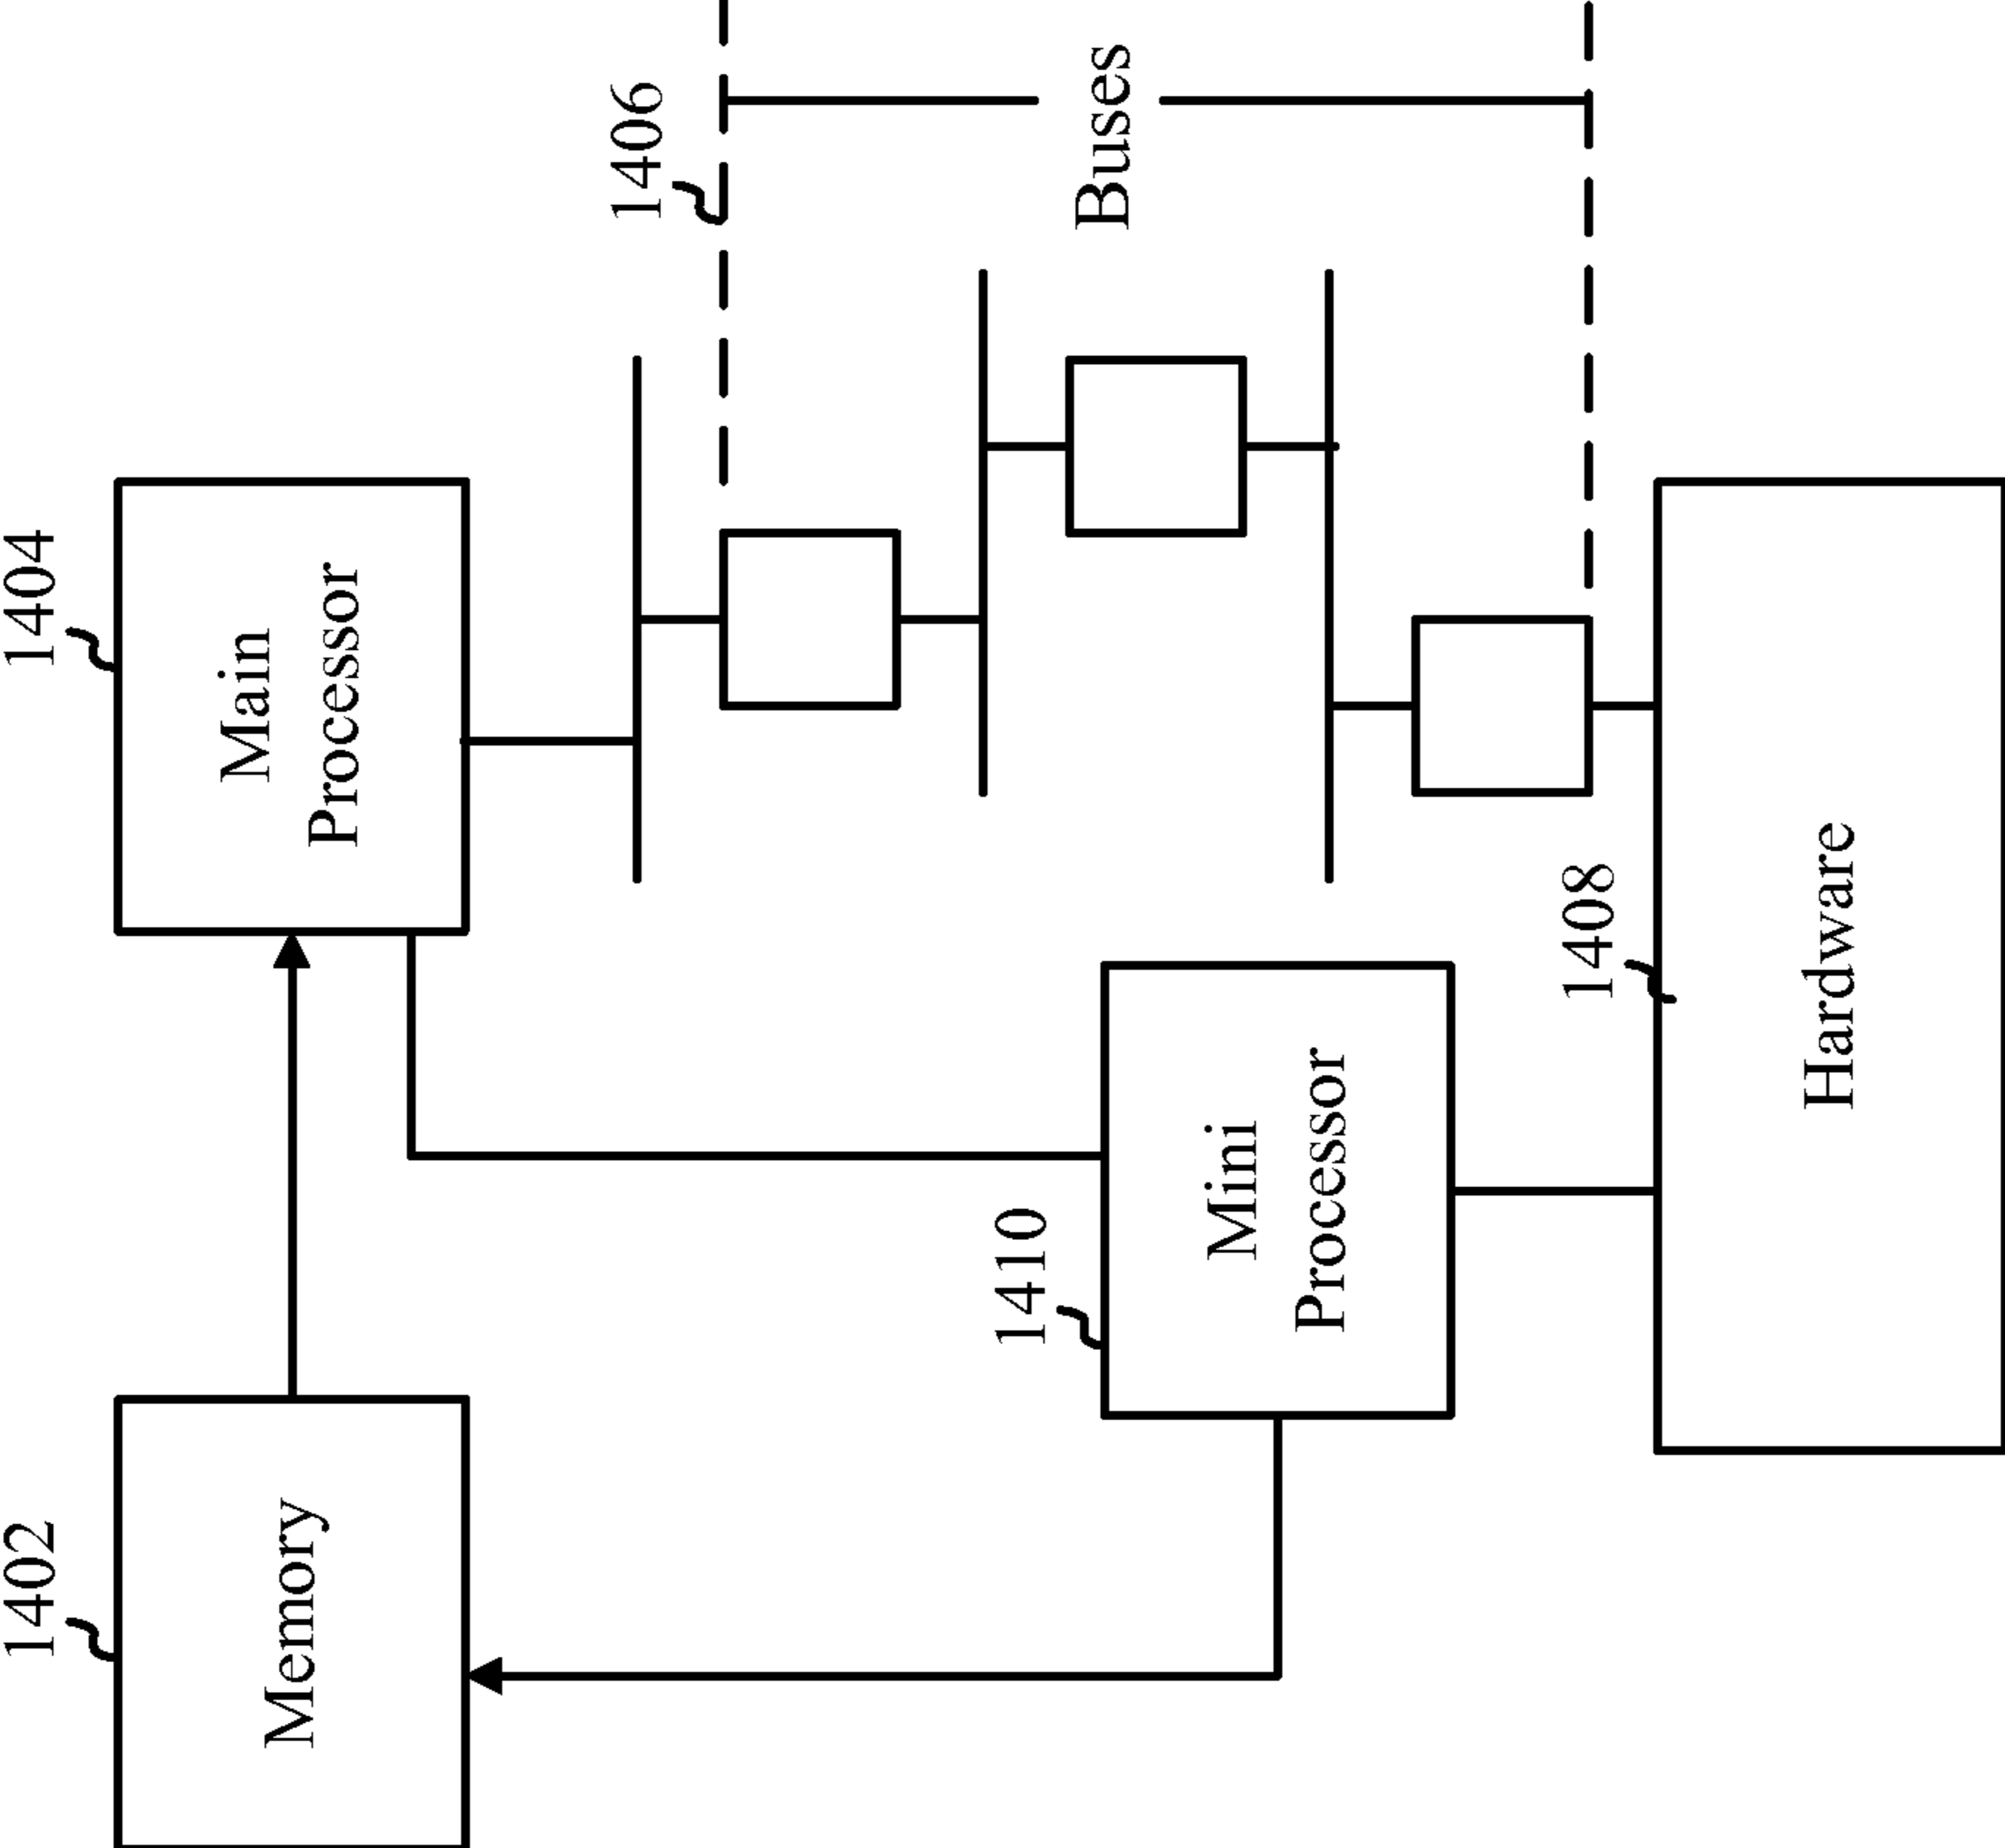 1402
Memory
1404
Main
Processor
1410
Mini
Processor
1406
Buses
1408
Hardware